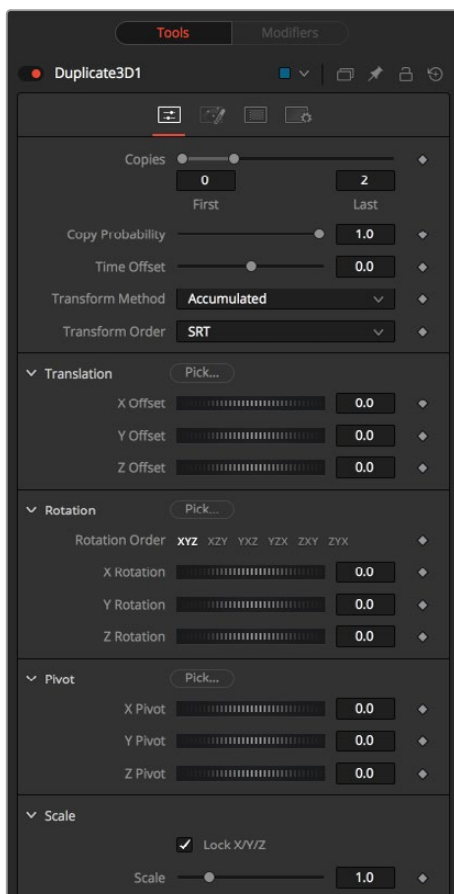 Tools Modifiers
Duplicate3D1
Copies
0 2
First Last
Copy Probability 1.0
Time Offset 0.0
Transform Method Accumulated
Transform Order SRT
Translation Pick...
X Offset 0.0
Y Offset 0.0
Z Offset 0.0
Rotation Pick...
Rotation Order XYZ XZY YXZ YZX ZXY ZYX
X Rotation 0.0
Y Rotation 0.0
Z Rotation 0.0
Pivot Pick...
X Pivot 0.0
Y Pivot 0.0
Z Pivot 0.0
Scale
Lock X/Y/Z
Scale 1.0